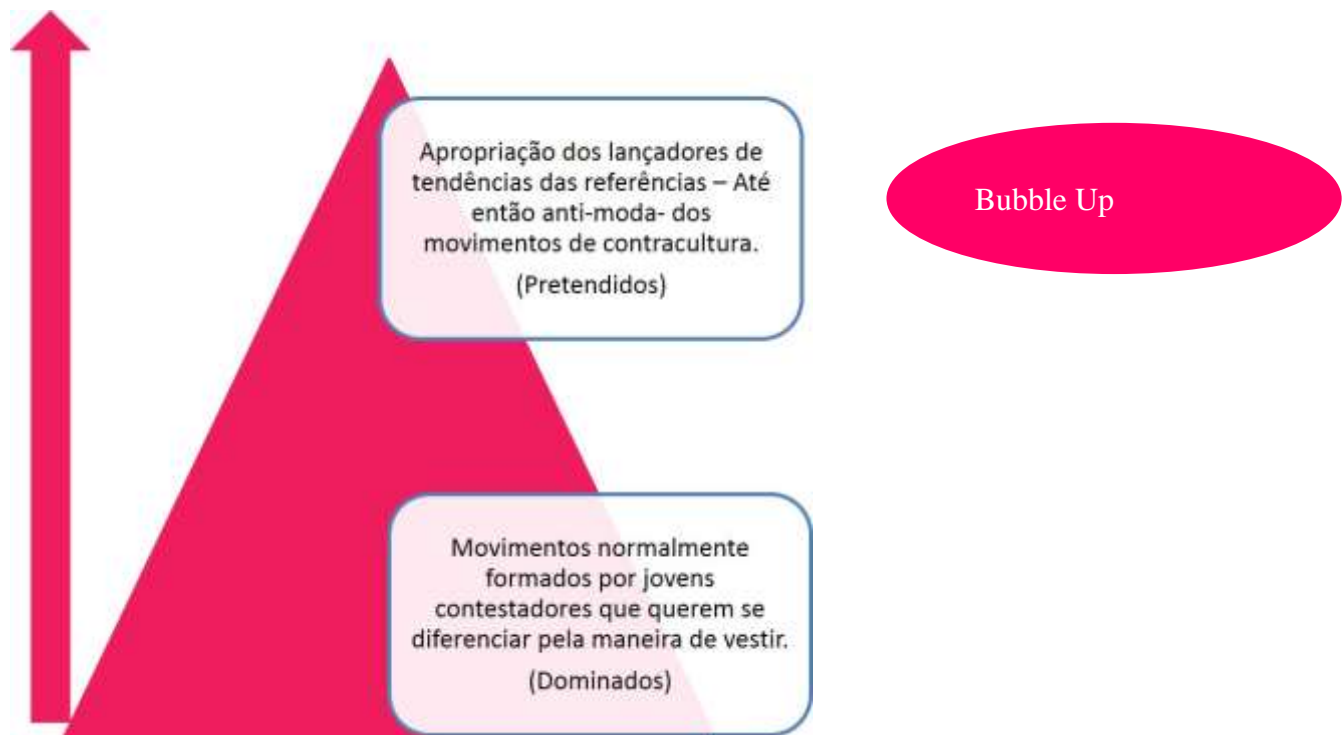 Apropriação dos lançadores de
tendências das referências – Até
então anti-moda- dos
movimentos de contracultura.
(Pretendidos)
Bubble Up
Movimentos normalmente
formados por jovens
contestadores que querem se
diferenciar pela maneira de vestir.
(Dominados)